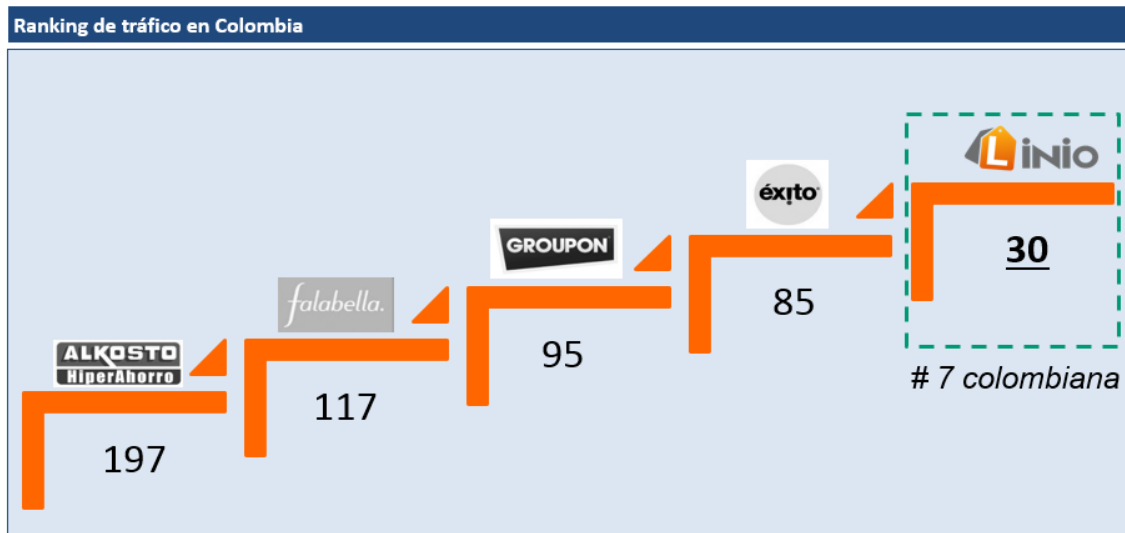 Ranking de tráfico en Colombia
Linio
éxito
30
GROUPON
85
falabella.
95
# 7 colombiana
ALKOSTO
HiperAhorro
117
197